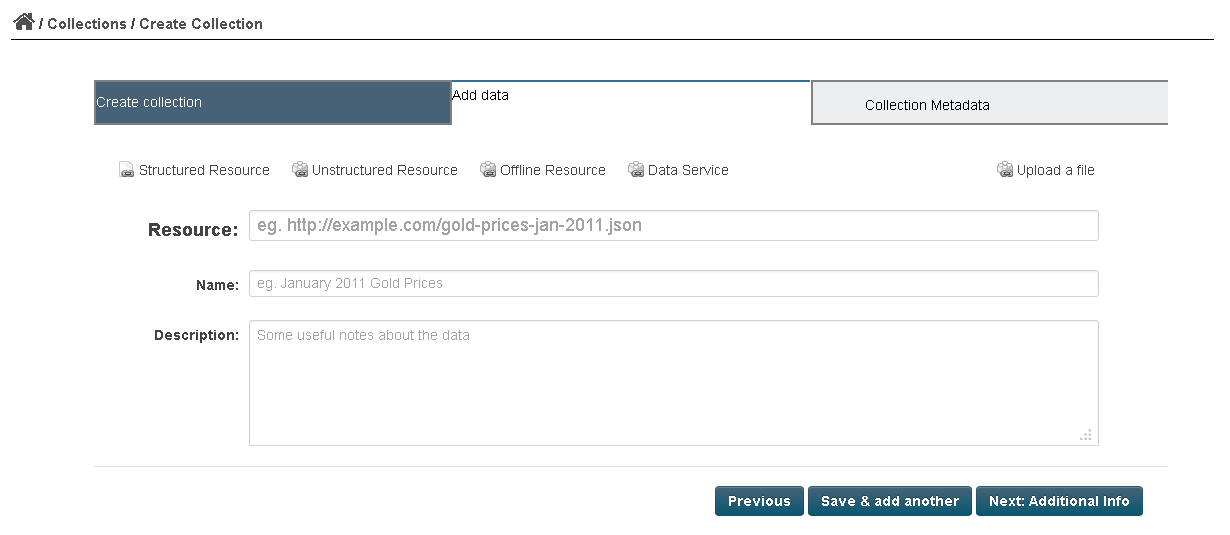 / Collections / Create Collection
Create collection
Add data
Collection Metadata
Structured Resource
Unstructured Resource
Offline Resource
Data Service
Upload a file
Resource:
eg. http://example.com/gold-prices-jan-2011.json
Name:
eg. January 2011 Gold Prices
Description:
Some useful notes about the data
Previous
Save & add another
Next: Additional Info